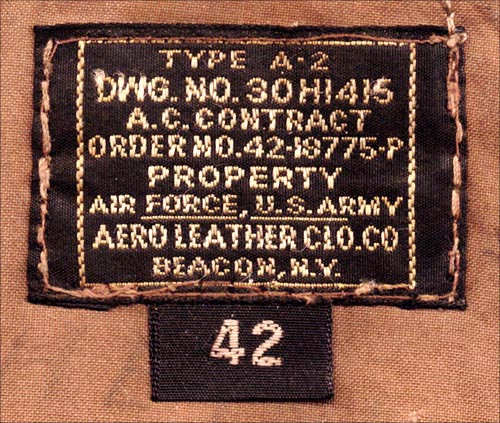 TYPE A-2
DWG. NO. 30H1415
A.C. CONTRACT
ORDER NO. 42-18775-P
PROPERTY
AIR FORCE, U.S. ARMY
AERO LEATHER CLO. CO
BEACON, N.Y.
42